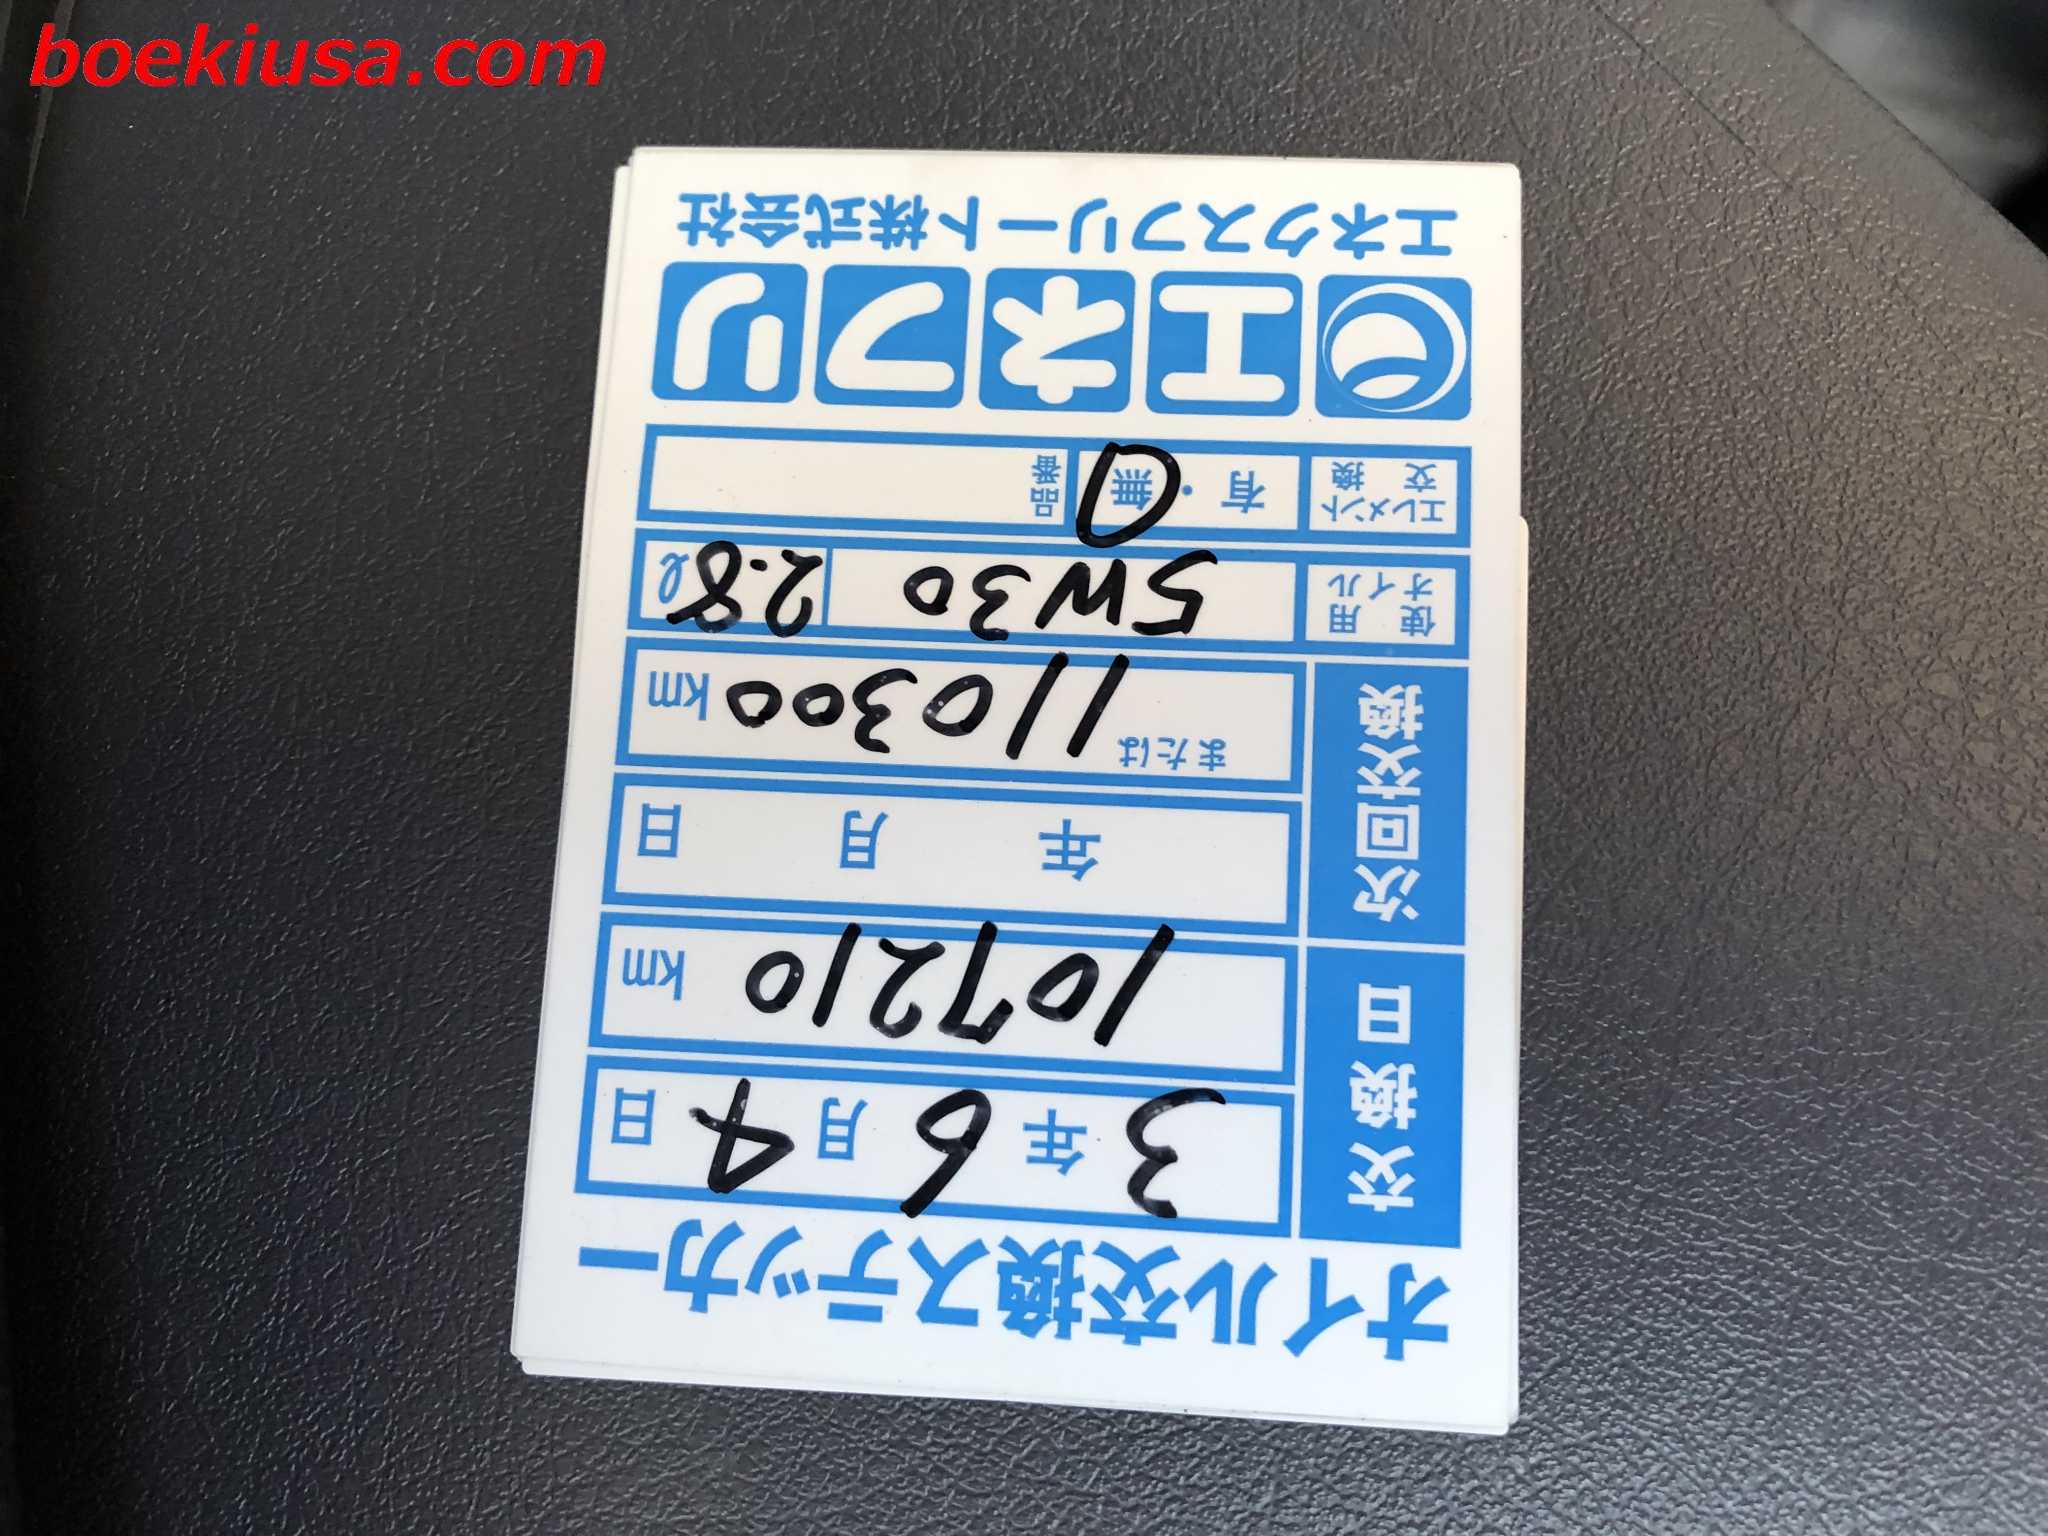 boekiusa.com
オイル交換ステッカー
交換日 3年6月4日
107210 km
次回交換 年 月 日
または 110300 km
使用オイル 5W30 2.8 ℓ
エレメント交換 有・無 品番
エネフリ
エネクスフリート株式会社